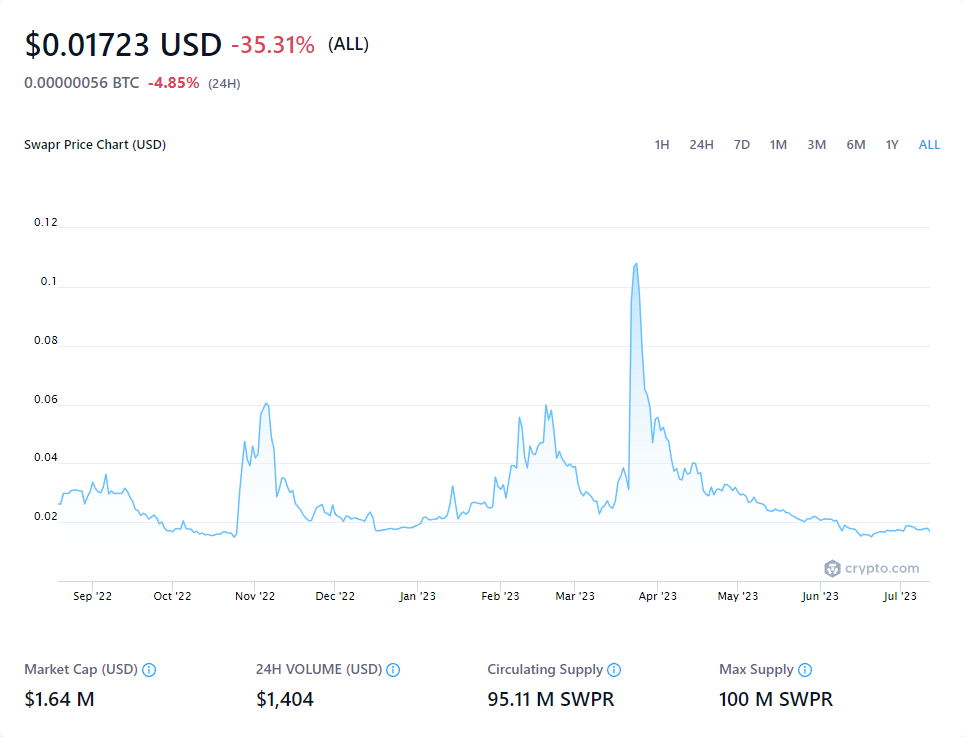 $0.01723 USD -35.31% (ALL)
0.00000056 BTC -4.85% (24H)
Swapr Price Chart (USD) 1H 24H 7D 1M 3M 6M 1Y ALL
0.12
0.1
0.08
0.06
0.04
0.02
crypto.com
Sep '22 Oct '22 Nov '22 Dec '22 Jan '23 Feb '23 Mar '23 Apr '23 May '23 Jun '23 Jul '23
Market Cap (USD) 24H VOLUME (USD) Circulating Supply Max Supply
$1.64 M $1,404 95.11 M SWPR 100 M SWPR